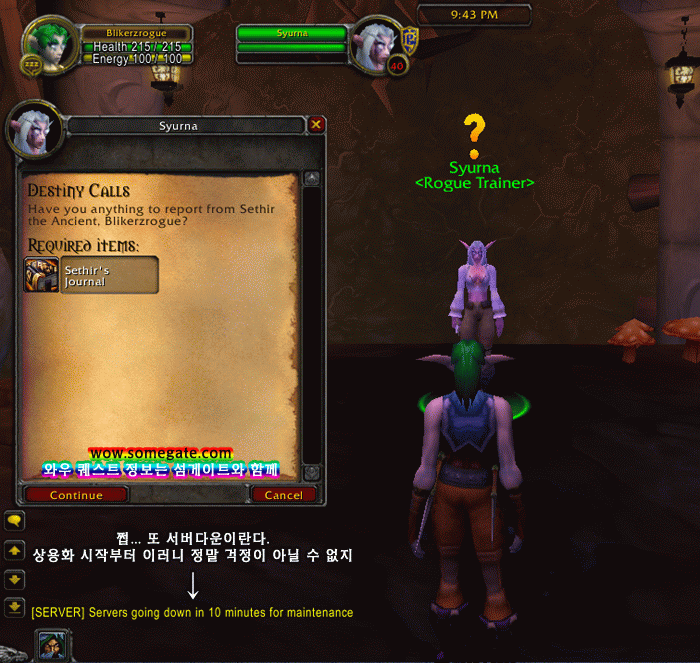 9:43 PM
Blikerzrogue
Health 215 / 215
Energy 100 / 100
zzz
Syurna
40
Syurna
Syurna
<Rogue Trainer>
Destiny Calls
Have you anything to report from Sethir
the Ancient, Blikerzrogue?
Required items:
Sethir's
Journal
wow.somegate.com
와우 퀘스트 정보는 섬게이트와 함께
Continue
Cancel
쩝... 또 서버다운이란다.
상용화 시작부터 이러니 정말 걱정이 아닐 수 없지
[SERVER] Servers going down in 10 minutes for maintenance